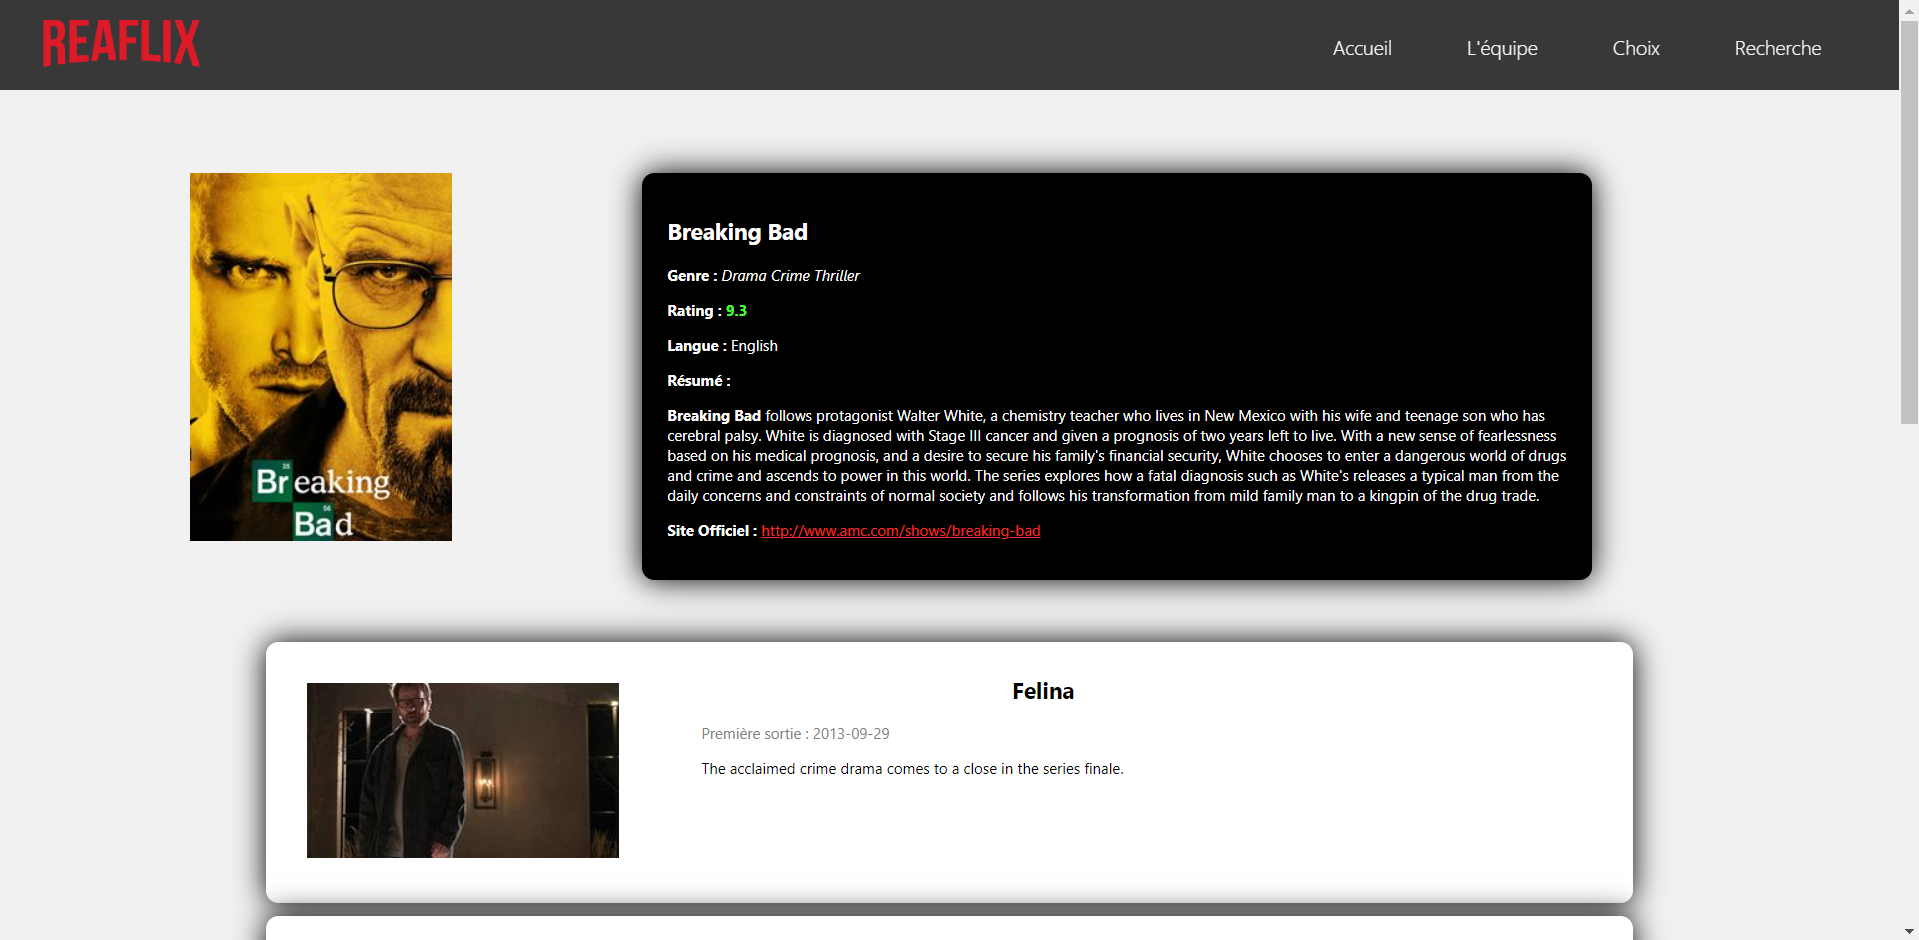 REAFLIX
Accueil
L'équipe
Choix
Recherche
35
Breaking
56
Bad
Breaking Bad
Genre : Drama Crime Thriller
Rating : 9.3
Langue : English
Résumé :
Breaking Bad follows protagonist Walter White, a chemistry teacher who lives in New Mexico with his wife and teenage son who has
cerebral palsy. White is diagnosed with Stage III cancer and given a prognosis of two years left to live. With a new sense of fearlessness
based on his medical prognosis, and a desire to secure his family's financial security, White chooses to enter a dangerous world of drugs
and crime and ascends to power in this world. The series explores how a fatal diagnosis such as White's releases a typical man from the
daily concerns and constraints of normal society and follows his transformation from mild family man to a kingpin of the drug trade.
Site Officiel : http://www.amc.com/shows/breaking-bad
Felina
Première sortie : 2013-09-29
The acclaimed crime drama comes to a close in the series finale.